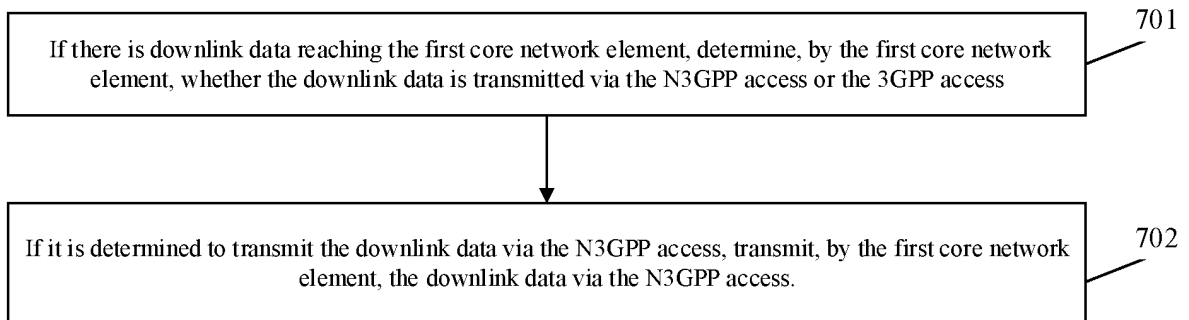 701
If there is downlink data reaching the first core network element, determine, by the first core network
element, whether the downlink data is transmitted via the N3GPP access or the 3GPP access
702
If it is determined to transmit the downlink data via the N3GPP access, transmit, by the first core network
element, the downlink data via the N3GPP access.